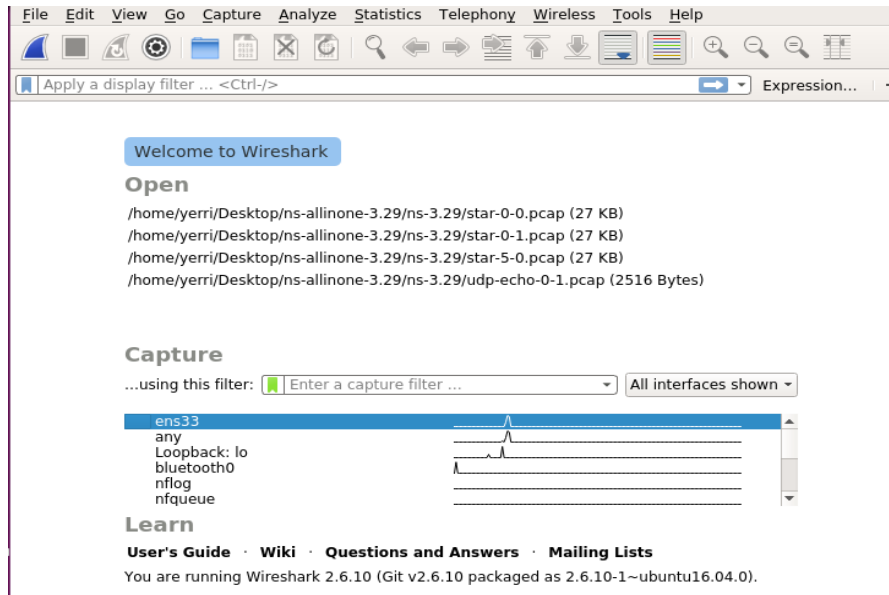 File Edit View Go Capture Analyze Statistics Telephony Wireless Tools Help
Apply a display filter ... <Ctrl-/> Expression...
Welcome to Wireshark
Open
/home/yerri/Desktop/ns-allinone-3.29/ns-3.29/star-0-0.pcap (27 KB)
/home/yerri/Desktop/ns-allinone-3.29/ns-3.29/star-0-1.pcap (27 KB)
/home/yerri/Desktop/ns-allinone-3.29/ns-3.29/star-5-0.pcap (27 KB)
/home/yerri/Desktop/ns-allinone-3.29/ns-3.29/udp-echo-0-1.pcap (2516 Bytes)
Capture
...using this filter: Enter a capture filter ... All interfaces shown
ens33
any
Loopback: lo
bluetooth0
nflog
nfqueue
Learn
User's Guide · Wiki · Questions and Answers · Mailing Lists
You are running Wireshark 2.6.10 (Git v2.6.10 packaged as 2.6.10-1~ubuntu16.04.0).